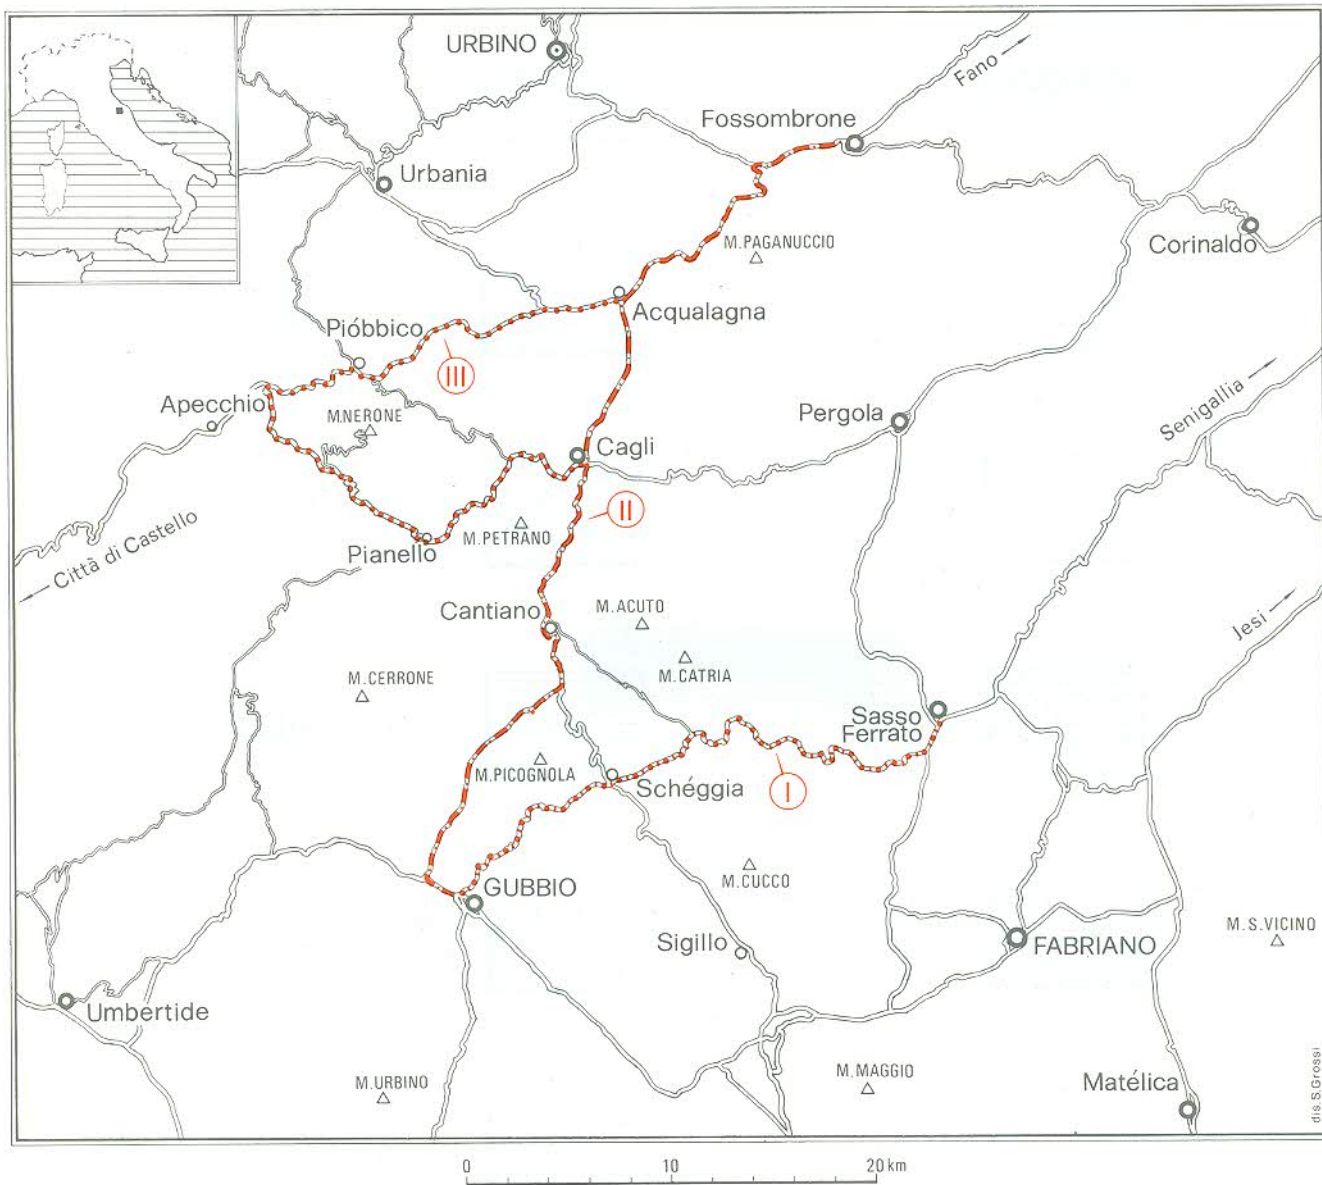 URBINO
Fano
Fossombrone
Urbania
M.PAGANUCCIO
Corinaldo
Acqualagna
Pióbbico
III
Apecchio
M.NERONE
Pergola
Senigallia
Cagli
II
M.PETRANO
Pianello
Città di Castello
Cantiano
M.ACUTO
Jesi
M.CATRIA
M.CERRONE
Sasso
Ferrato
M.PICOGNOLA
Schéggia
I
M.CUCCO
GUBBIO
M.S.VICINO
Sigillo
FABRIANO
Umbertide
M.URBINO
M.MAGGIO
Matélica
dis.S.Grossi
0 10 20 km